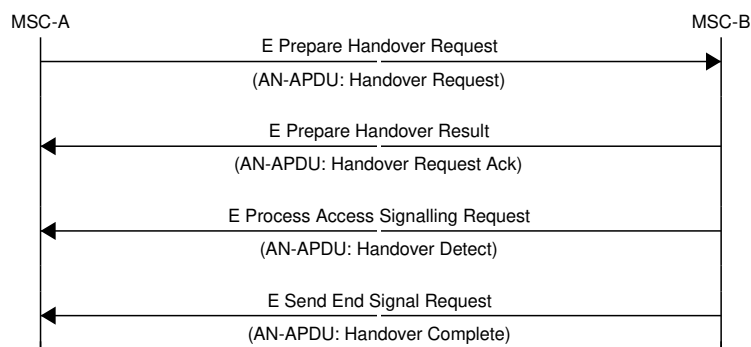 MSC-A
MSC-B
E Prepare Handover Request
(AN-APDU: Handover Request)
E Prepare Handover Result
(AN-APDU: Handover Request Ack)
E Process Access Signalling Request
(AN-APDU: Handover Detect)
E Send End Signal Request
(AN-APDU: Handover Complete)